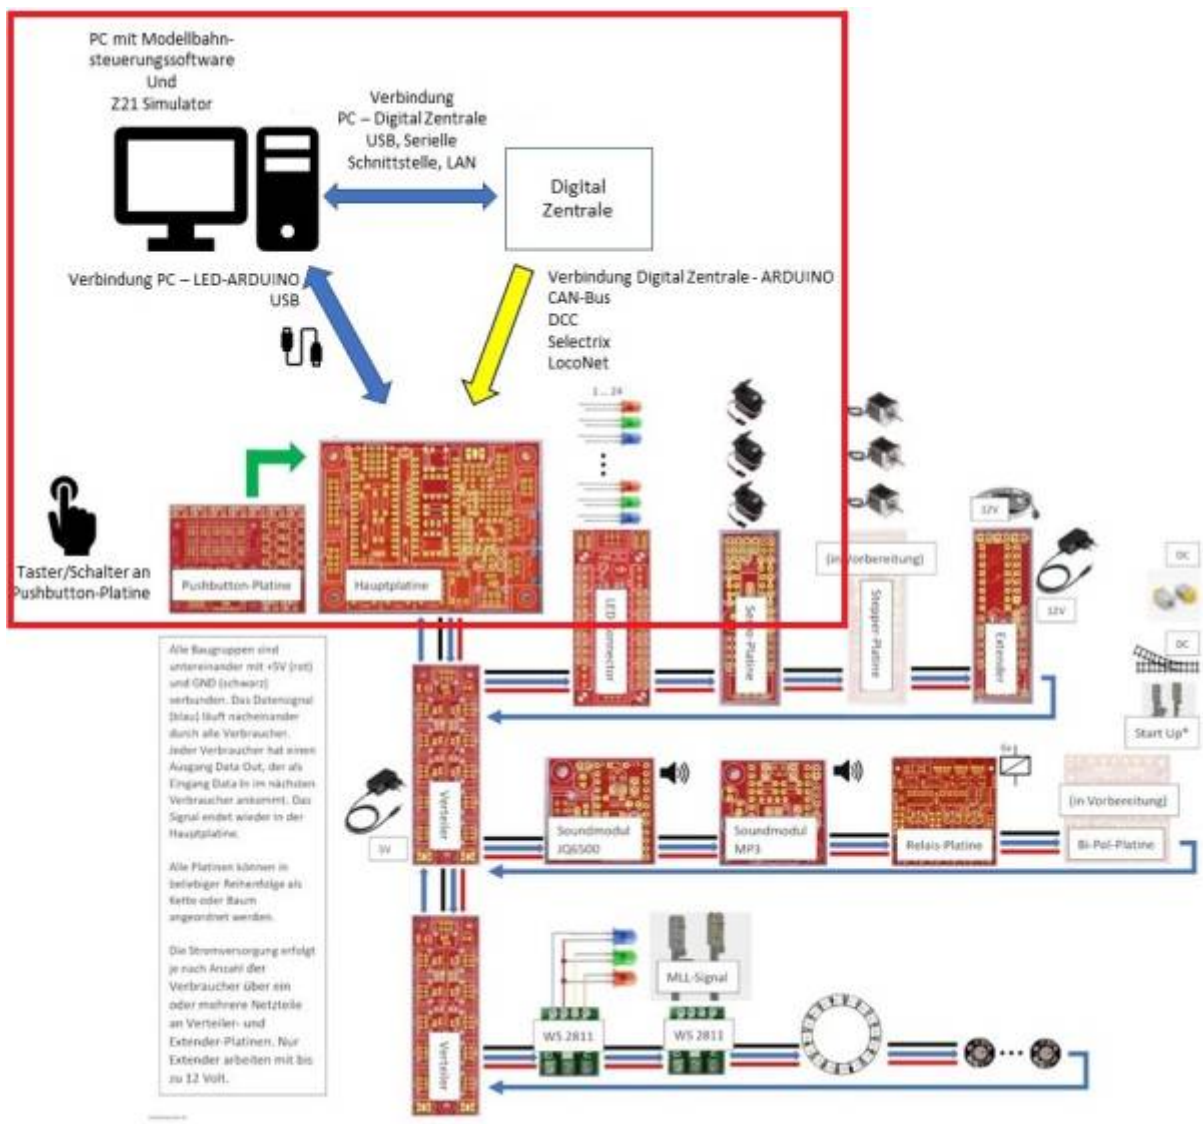 PC mit Modellbahn-
steuerungssoftware
Und
Z21 Simulator
Verbindung
PC – Digital Zentrale
USB, Serielle
Schnittstelle, LAN
Digital
Zentrale
Verbindung PC – LED-ARDUINO
USB
Verbindung Digital Zentrale - ARDUINO
CAN-Bus
DCC
Selectrix
LocoNet
1 ... 24
Taster/Schalter an
Pushbutton-Platine
Pushbutton-Platine
Hauptplatine
LED-Connector
Servo-Platine
(in Vorbereitung)
Stepper-Platine
12V
Extender
12V
DC
DC
Start Up*
Alle Baugruppen sind
untereinander mit +5V (rot)
und GND (schwarz)
verbunden. Das Datensignal
(blau) läuft nacheinander
durch alle Verbraucher.
Jeder Verbraucher hat einen
Ausgang Data Out, der als
Eingang Data In im nächsten
Verbraucher ankommt. Das
Signal endet wieder in der
Hauptplatine.
Alle Platinen können in
beliebiger Reihenfolge als
Kette oder Baum
angeordnet werden.
Die Stromversorgung erfolgt
je nach Anzahl der
Verbraucher über ein
oder mehrere Netzteile
an Verteiler- und
Extender-Platinen. Nur
Extender arbeiten mit bis
zu 12 Volt.
Verteiler
5V
Soundmodul
JQ6500
Soundmodul
MP3
Relais-Platine
(in Vorbereitung)
Bi-Pol-Platine
Verteiler
WS 2811
MLL-Signal
WS 2811